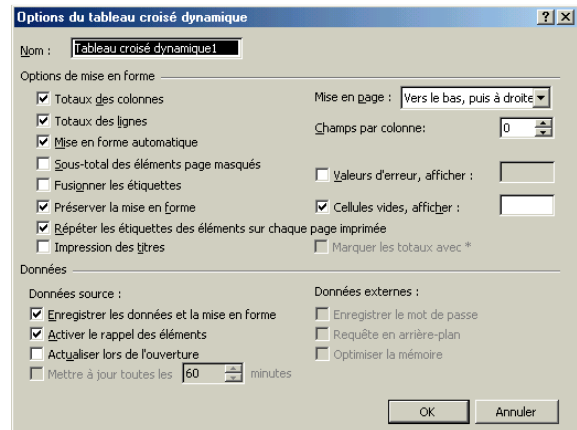 Options du tableau croisé dynamique
Nom : Tableau croisé dynamique1
Options de mise en forme
Totaux des colonnes
Mise en page : Vers le bas, puis à droite
Totaux des lignes
Champs par colonne: 0
Mise en forme automatique
Sous-total des éléments page masqués
Valeurs d'erreur, afficher :
Fusionner les étiquettes
Préserver la mise en forme
Cellules vides, afficher :
Répéter les étiquettes des éléments sur chaque page imprimée
Impression des titres
Marquer les totaux avec *
Données
Données source :
Données externes :
Enregistrer les données et la mise en forme
Enregistrer le mot de passe
Activer le rappel des éléments
Requête en arrière-plan
Actualiser lors de l'ouverture
Optimiser la mémoire
Mettre à jour toutes les 60 minutes
OK
Annuler